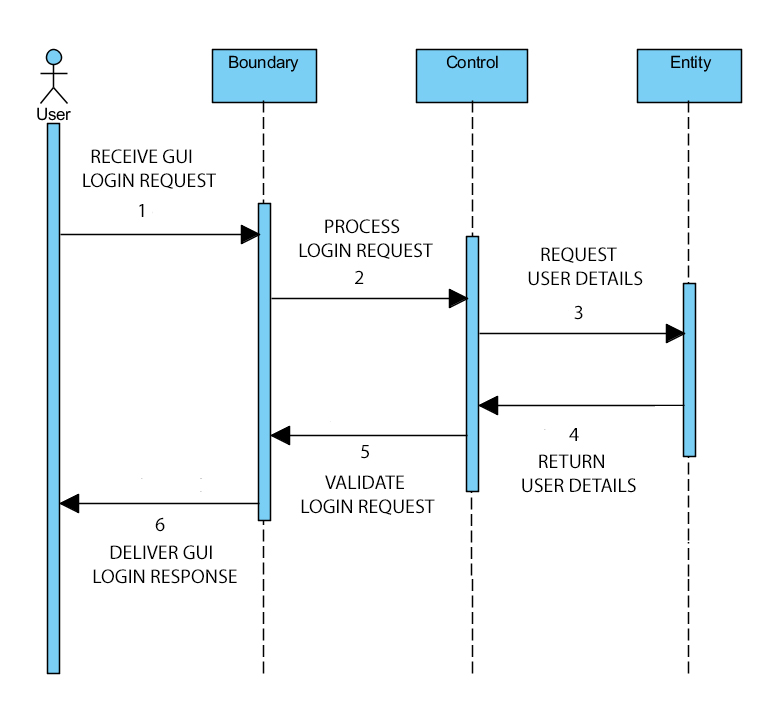 User
Boundary
Control
Entity
RECEIVE GUI
LOGIN REQUEST
1
PROCESS
LOGIN REQUEST
2
REQUEST
USER DETAILS
3
4
RETURN
USER DETAILS
5
VALIDATE
LOGIN REQUEST
6
DELIVER GUI
LOGIN RESPONSE